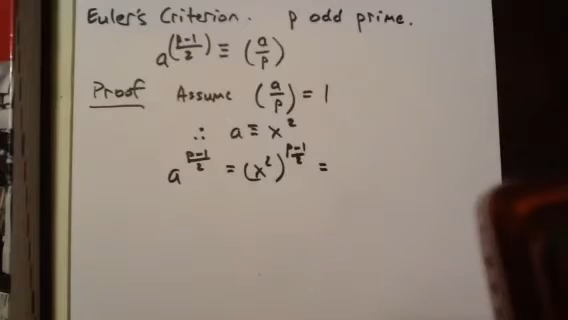 Euler's Criterion. p odd prime.
a^(p-1/2) ≡ (a/p)
Proof Assume (a/p) = 1
∴ a ≡ x²
a^(p-1/2) = (x²)^(p-1/2) =